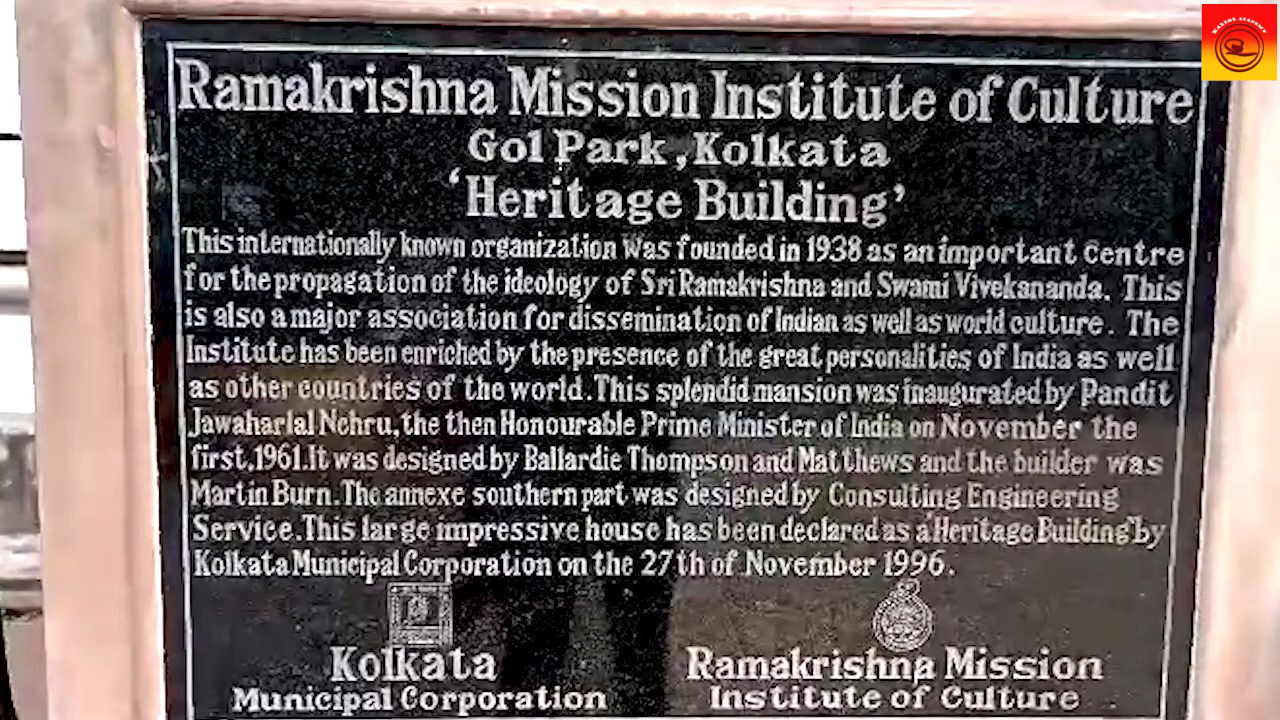 Ramakrishna Mission Institute of Culture
Gol Park, Kolkata
'Heritage Building'
This internationally known organization was founded in 1938 as an important centre
for the propagation of the ideology of Sri Ramakrishna and Swami Vivekananda. This
is also a major association for dissemination of Indian as well as world culture. The
Institute has been enriched by the presence of the great personalities of India as well
as other countries of the world. This splendid mansion was inaugurated by Pandit
Jawaharlal Nehru, the then Honourable Prime Minister of India on November the
first, 1961. It was designed by Ballardie Thompson and Matthews and the builder was
Martin Burn. The annexe southern part was designed by Consulting Engineering
Service. This large impressive house has been declared as a 'Heritage Building' by
Kolkata Municipal Corporation on the 27th of November 1996.
Kolkata
Municipal Corporation
Ramakrishna Mission
Institute of Culture